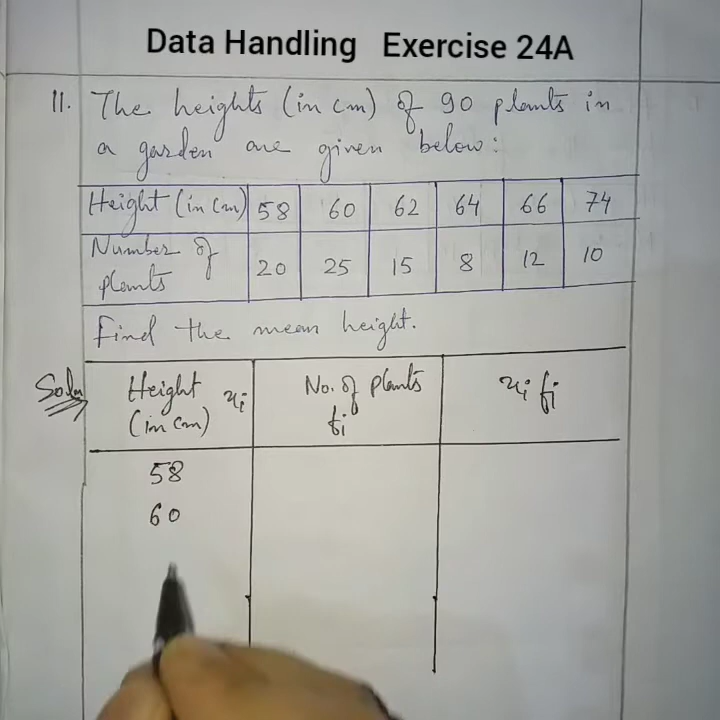 Data Handling Exercise 24A
11. The heights (in cm) of 90 plants in
a garden are given below:
Height (in cm) 58 60 62 64 66 74
Number of
plants 20 25 15 8 12 10
Find the mean height.
Soln Height xi No. of plants xi fi
(in cm) fi
58
60